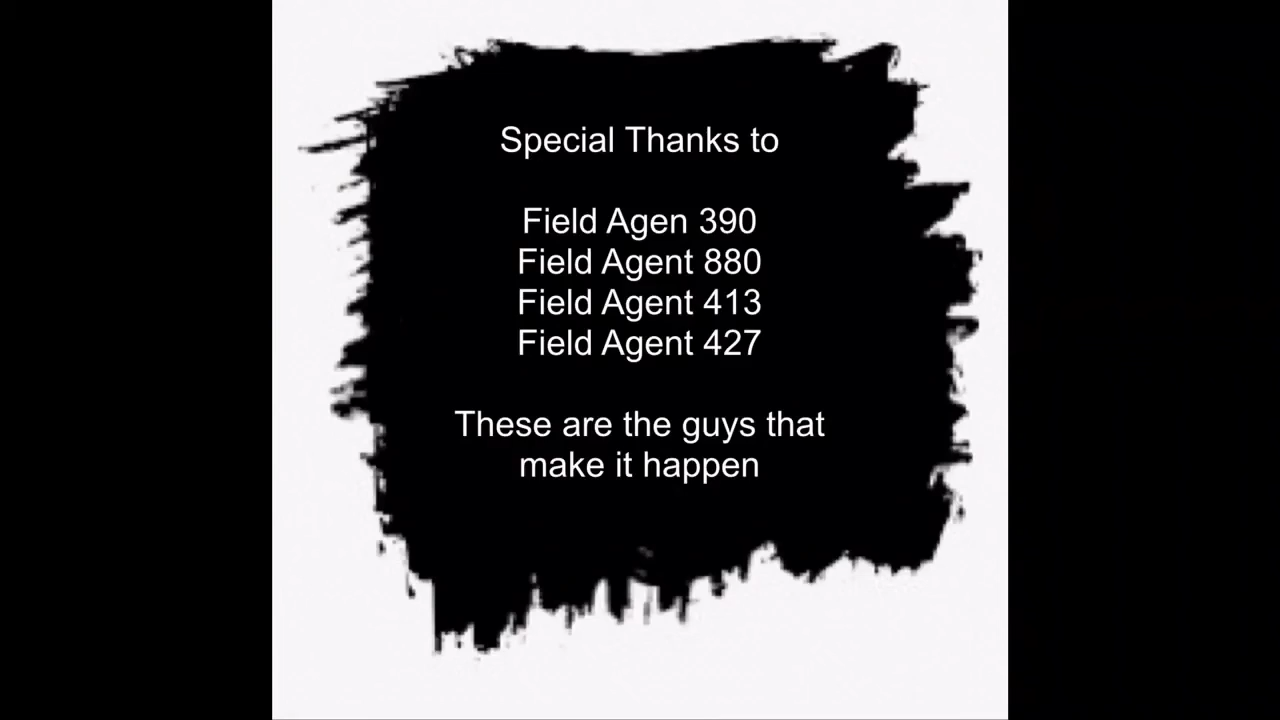 Special Thanks to
Field Agen 390
Field Agent 880
Field Agent 413
Field Agent 427
These are the guys that
make it happen